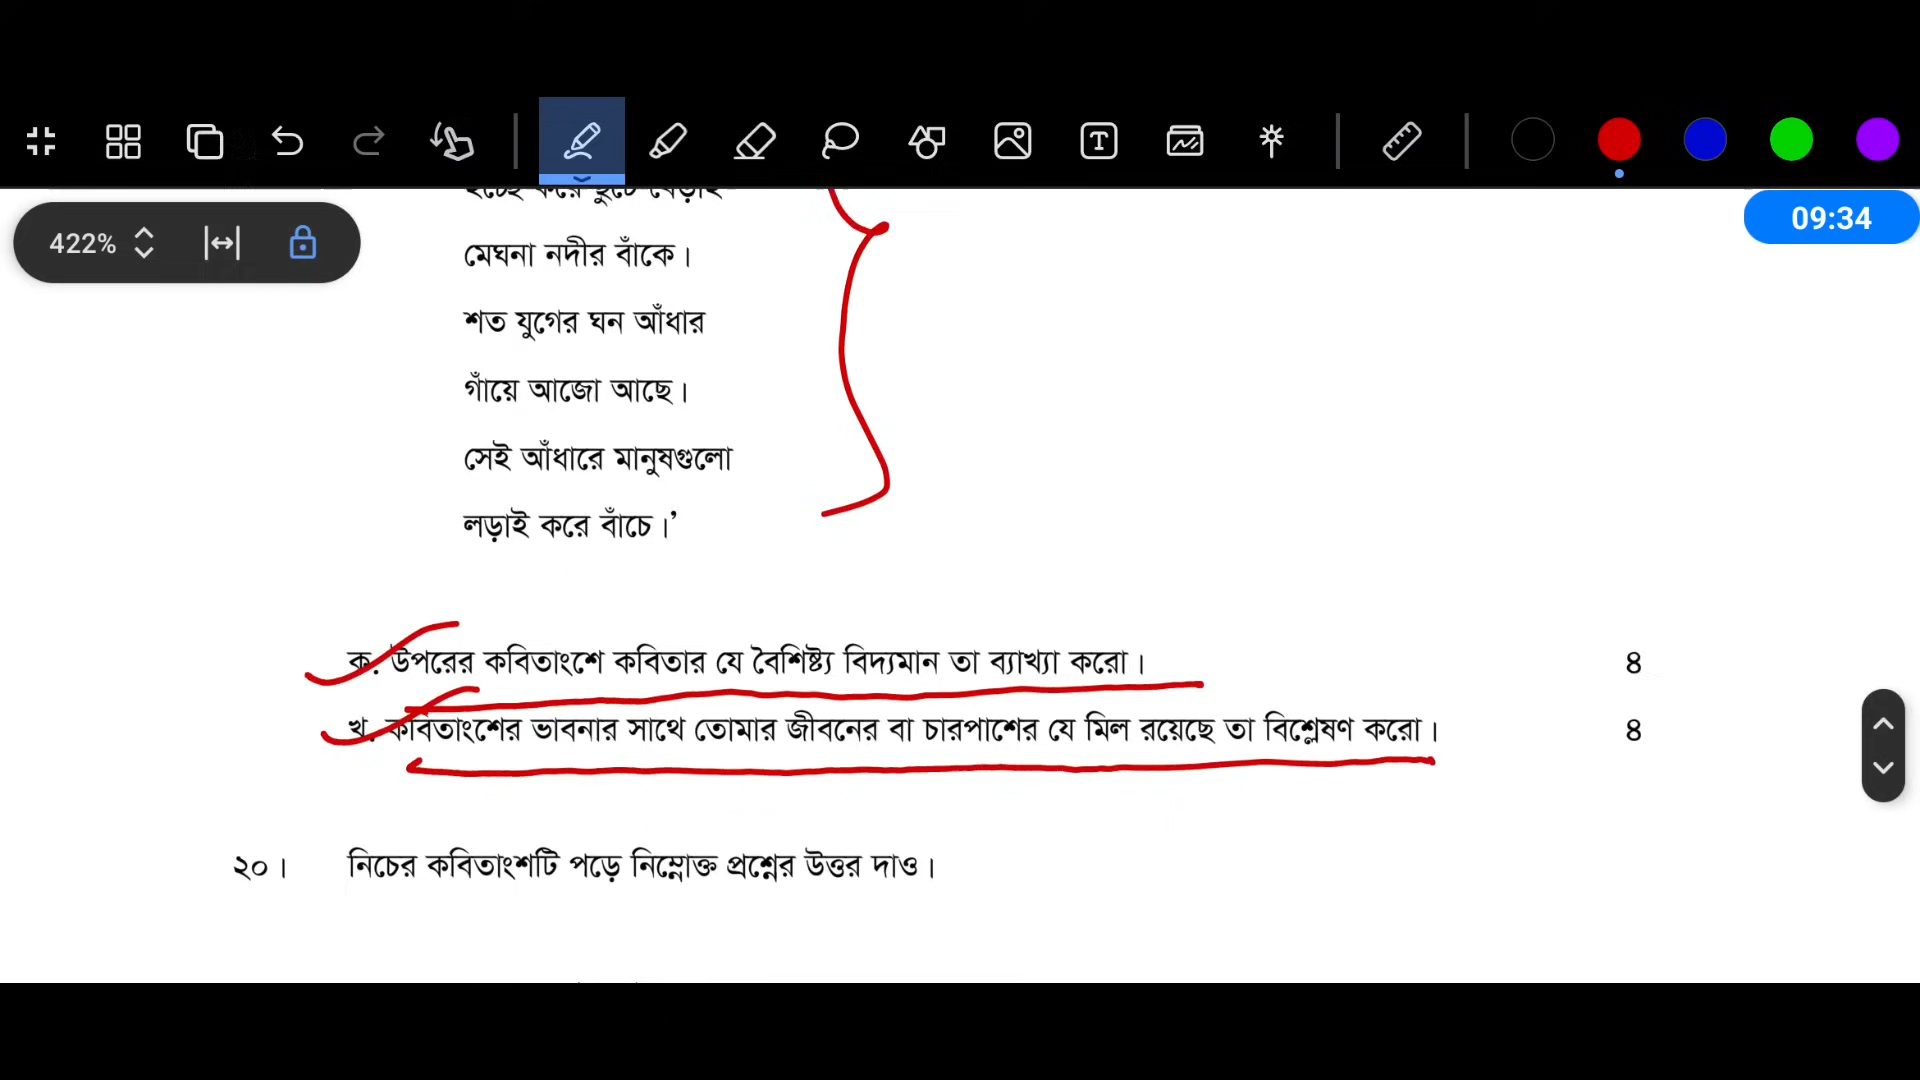 422%
09:34
মেঘনা নদীর বাঁকে।
শত যুগের ঘন আঁধার
গাঁয়ে আজো আছে।
সেই আঁধারে মানুষগুলো
লড়াই করে বাঁচে।’
ক. উপরের কবিতাংশে কবিতার যে বৈশিষ্ট্য বিদ্যমান তা ব্যাখ্যা করো। ৪
খ. কবিতাংশের ভাবনার সাথে তোমার জীবনের বা চারপাশের যে মিল রয়েছে তা বিশ্লেষণ করো। ৪
২০। নিচের কবিতাংশটি পড়ে নিম্নোক্ত প্রশ্নের উত্তর দাও।